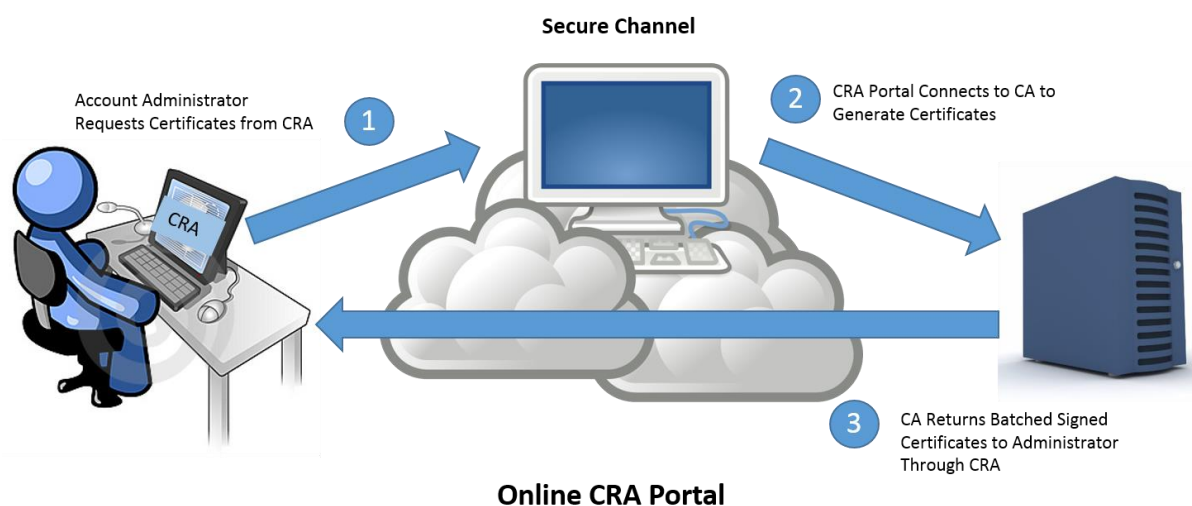 Secure Channel
Account Administrator
Requests Certificates from CRA
1
2
CRA Portal Connects to CA to
Generate Certificates
CRA
3
CA Returns Batched Signed
Certificates to Administrator
Through CRA
Online CRA Portal